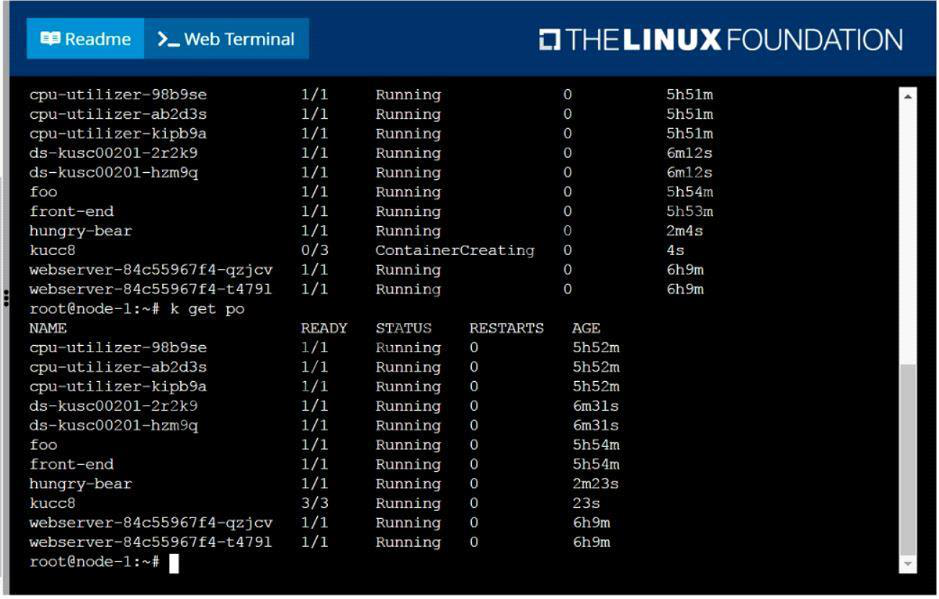 Readme
Web Terminal
THE LINUX FOUNDATION
cpu-utilizer-98b9se 1/1 Running 0 5h51m
cpu-utilizer-ab2d3s 1/1 Running 0 5h51m
cpu-utilizer-kipb9a 1/1 Running 0 5h51m
ds-kusc00201-2r2k9 1/1 Running 0 6m12s
ds-kusc00201-hzm9q 1/1 Running 0 6m12s
foo 1/1 Running 0 5h54m
front-end 1/1 Running 0 5h53m
hungry-bear 1/1 Running 0 2m4s
kucc8 0/3 ContainerCreating 0 4s
webserver-84c55967f4-qzjcv 1/1 Running 0 6h9m
webserver-84c55967f4-t479l 1/1 Running 0 6h9m
root@node-1:~# k get po
NAME READY STATUS RESTARTS AGE
cpu-utilizer-98b9se 1/1 Running 0 5h52m
cpu-utilizer-ab2d3s 1/1 Running 0 5h52m
cpu-utilizer-kipb9a 1/1 Running 0 5h52m
ds-kusc00201-2r2k9 1/1 Running 0 6m31s
ds-kusc00201-hzm9q 1/1 Running 0 6m31s
foo 1/1 Running 0 5h54m
front-end 1/1 Running 0 5h54m
hungry-bear 1/1 Running 0 2m23s
kucc8 3/3 Running 0 23s
webserver-84c55967f4-qzjcv 1/1 Running 0 6h9m
webserver-84c55967f4-t479l 1/1 Running 0 6h9m
root@node-1:~#